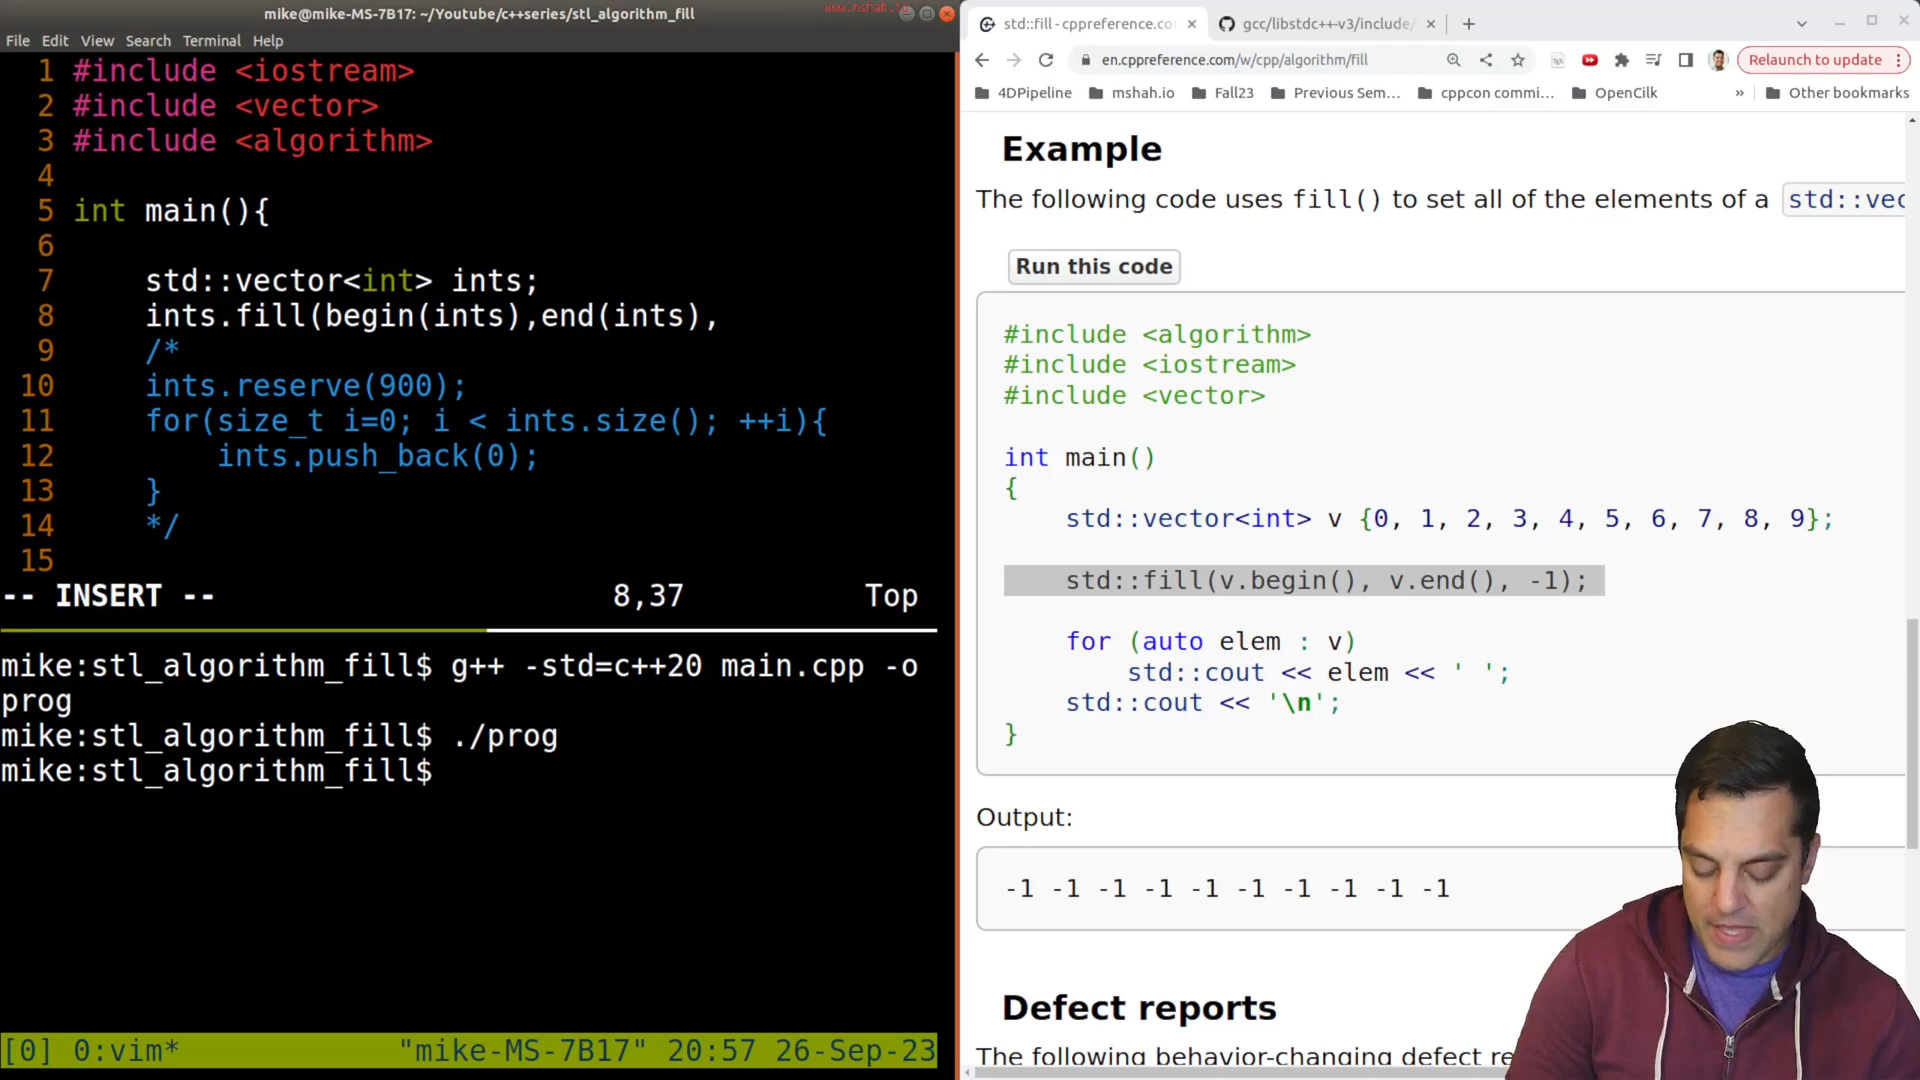 mike@mike-MS-7B17: ~/Youtube/c++series/stl_algorithm_fill
www.mshah.io
File Edit View Search Terminal Help
1 #include <iostream>
2 #include <vector>
3 #include <algorithm>
4
5 int main(){
6
7 std::vector<int> ints;
8 ints.fill(begin(ints),end(ints),
9 /*
10 ints.reserve(900);
11 for(size_t i=0; i < ints.size(); ++i){
12 ints.push_back(0);
13 }
14 */
15
-- INSERT -- 8,37 Top
mike:stl_algorithm_fill$ g++ -std=c++20 main.cpp -o
prog
mike:stl_algorithm_fill$ ./prog
mike:stl_algorithm_fill$
[0] 0:vim* "mike-MS-7B17" 20:57 26-Sep-23
std::fill - cppreference.co
gcc/libstdc++-v3/include/
en.cppreference.com/w/cpp/algorithm/fill
Relaunch to update
4DPipeline mshah.io Fall23 Previous Sem... cppcon commi... OpenCilk » Other bookmarks
Example
The following code uses fill() to set all of the elements of a std::vec
Run this code
#include <algorithm>
#include <iostream>
#include <vector>
int main()
{
std::vector<int> v {0, 1, 2, 3, 4, 5, 6, 7, 8, 9};
std::fill(v.begin(), v.end(), -1);
for (auto elem : v)
std::cout << elem << ' ';
std::cout << '\n';
}
Output:
-1 -1 -1 -1 -1 -1 -1 -1 -1 -1
Defect reports
The following behavior-changing defect re